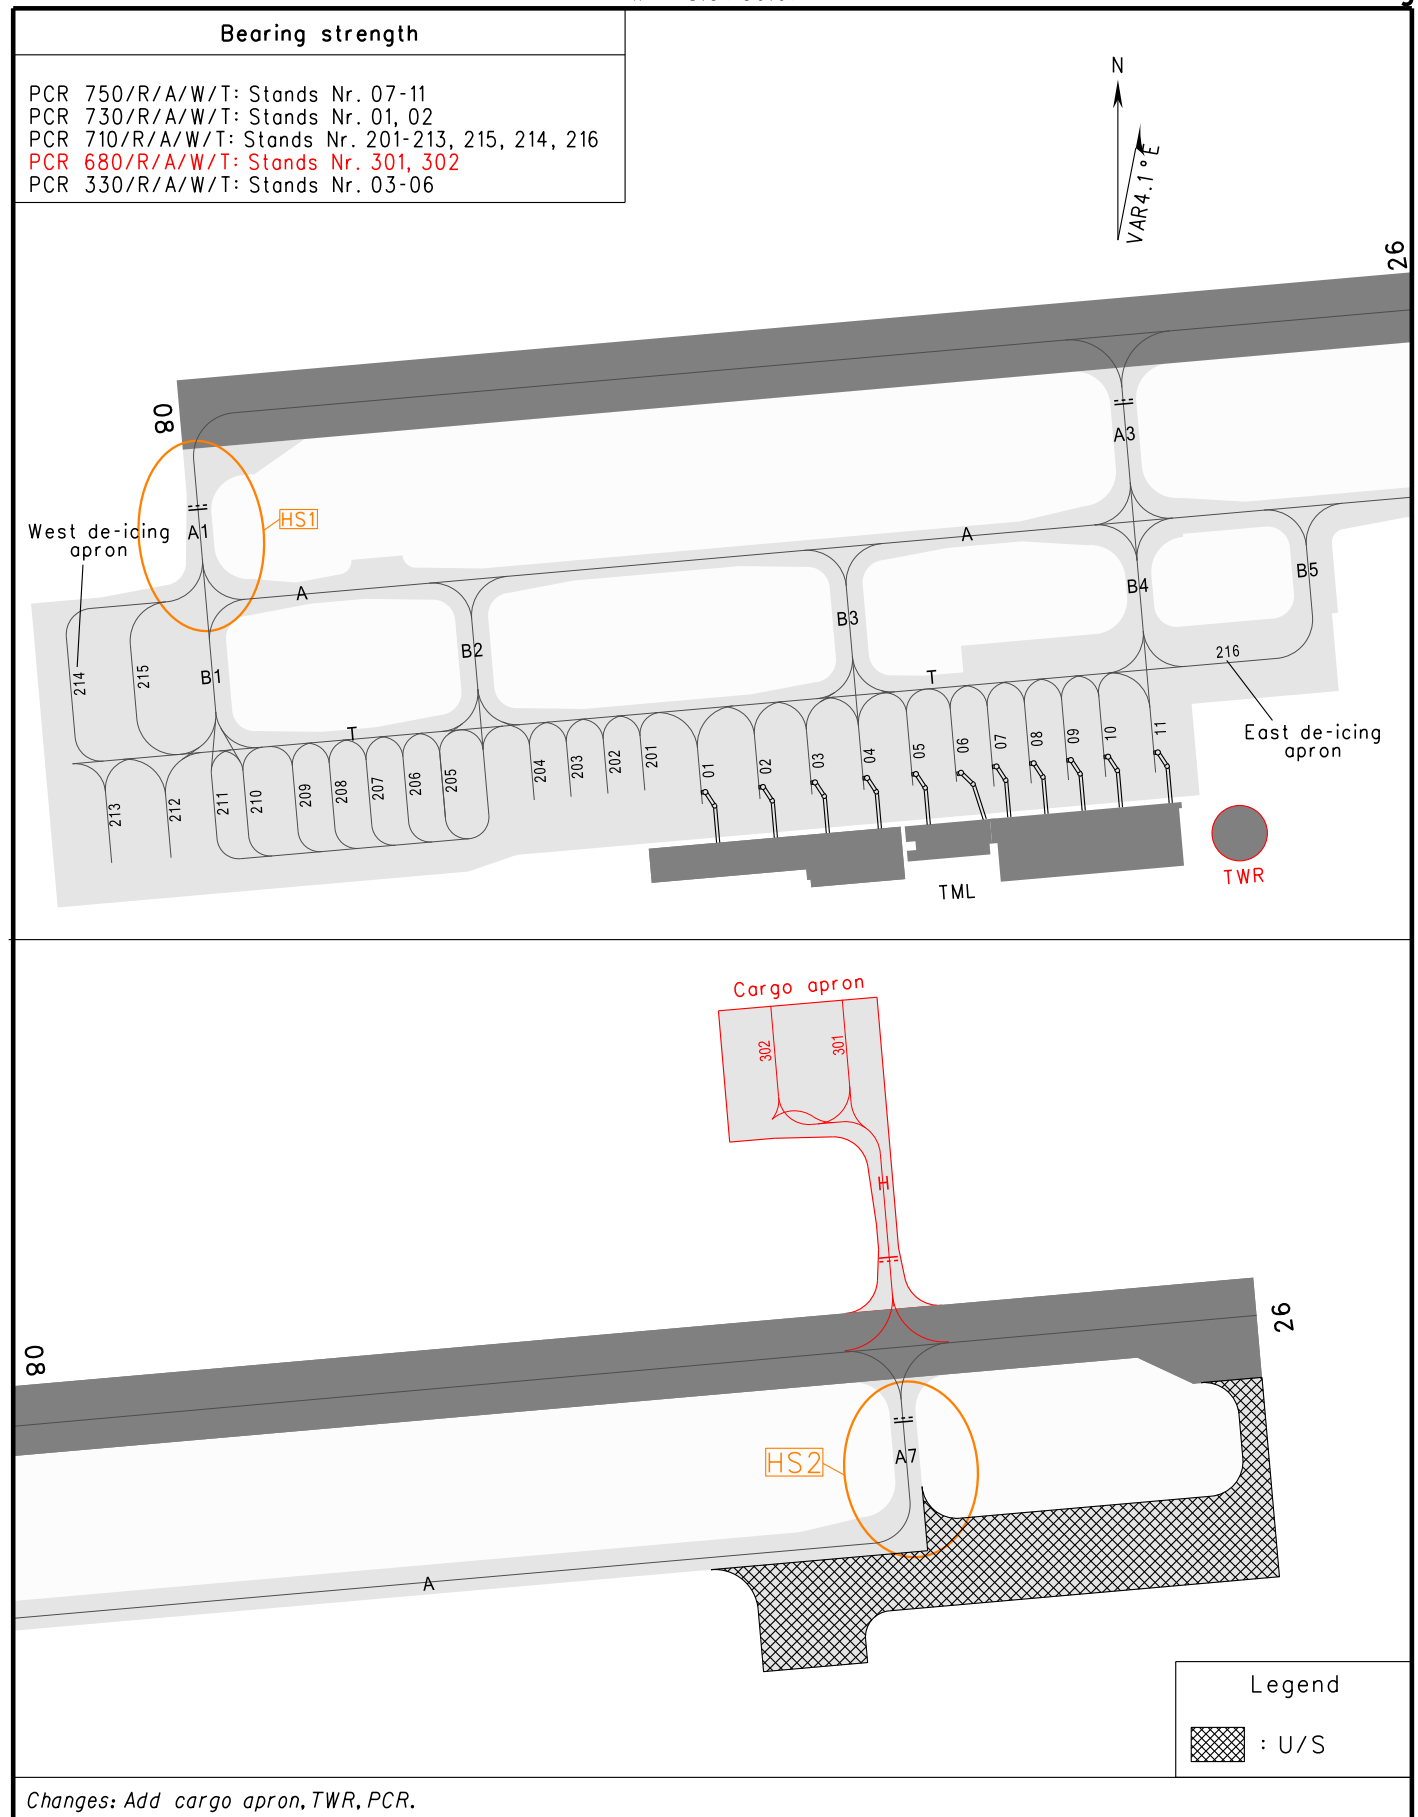 Bearing strength
PCR 750/R/A/W/T: Stands Nr. 07-11
PCR 730/R/A/W/T: Stands Nr. 01, 02
PCR 710/R/A/W/T: Stands Nr. 201-213, 215, 214, 216
PCR 680/R/A/W/T: Stands Nr. 301, 302
PCR 330/R/A/W/T: Stands Nr. 03-06
N
VAR4.1°E
26
08
A3
HS1
West de-icing
apron
A1
A
A
B5
B4
B3
B2
B1
216
214
215
T
T
East de-icing
apron
213
212
211
210
209
208
207
206
205
204
203
202
201
01
02
03
04
05
06
07
08
09
10
11
TML
TWR
Cargo apron
302
301
H
26
08
HS2
A7
A
Legend
: U/S
Changes: Add cargo apron, TWR, PCR.